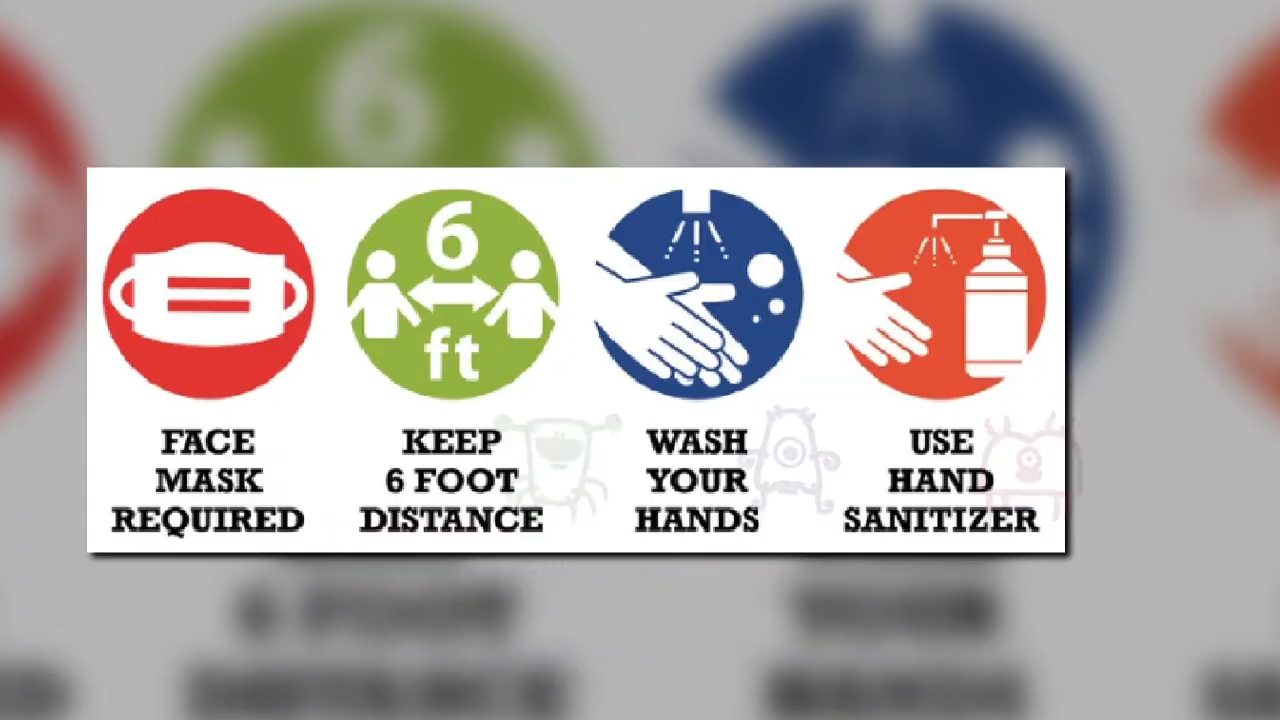 6
ft
FACE
MASK
REQUIRED
KEEP
6 FOOT
DISTANCE
WASH
YOUR
HANDS
USE
HAND
SANITIZER